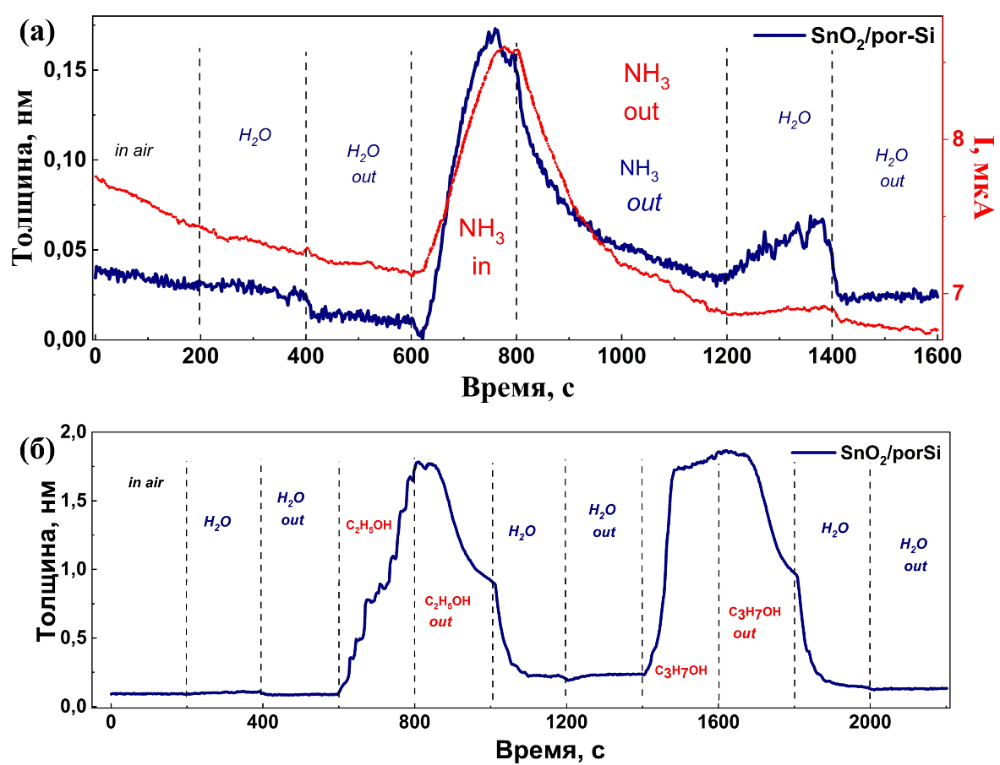 (а)
SnO2/por-Si
0,15
0,10
0,05
0,00
Толщина, нм
in air
H2O
H2O
out
NH3
in
NH3
out
NH3
out
H2O
H2O
out
8
7
I, мкА
0 200 400 600 800 1000 1200 1400 1600
Время, с
(б)
SnO2/porSi
2,0
1,5
1,0
0,5
0,0
Толщина, нм
in air
H2O
H2O
out
C2H5OH
C2H5OH
out
H2O
H2O
out
C3H7OH
C3H7OH
out
H2O
H2O
out
0 400 800 1200 1600 2000
Время, с